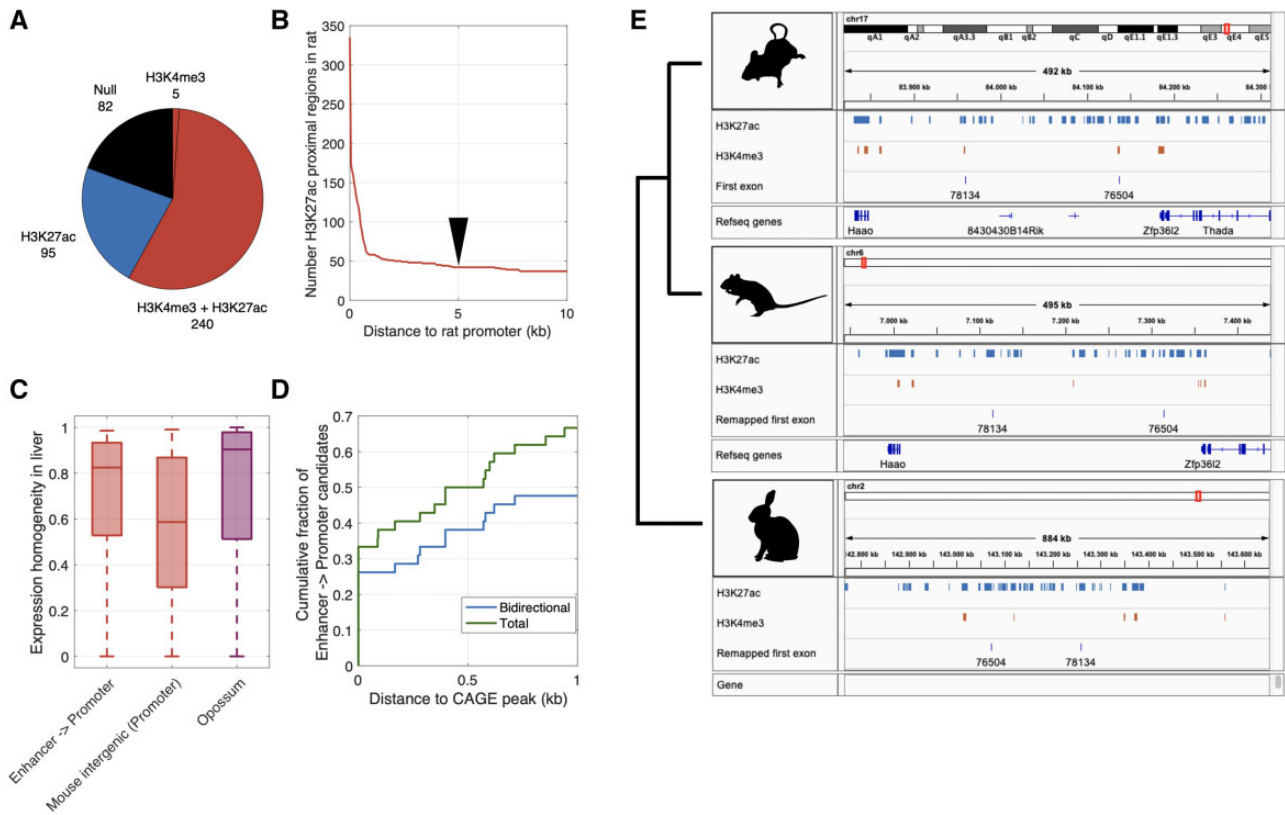 A
H3K4me3
5
Null
82
H3K27ac
95
H3K4me3 + H3K27ac
240
B
Number H3K27ac proximal regions in rat
350
300
250
200
150
100
50
0
0
5
10
Distance to rat promoter (kb)
C
Expression homogeneity in liver
1
0.8
0.6
0.4
0.2
0
Enhancer -> Promoter
Mouse intergenic (Promoter)
Opossum
D
Cumulative fraction of
Enhancer -> Promoter candidates
0.7
0.6
0.5
0.4
0.3
0.2
0.1
0
0
0.5
1
Distance to CAGE peak (kb)
Bidirectional
Total
E
chr17
qA1 qA2 qA3.3 qB1 qB2 qC qD qE1.1 qE1.3 qE3 qE4 qE5
492 kb
83.900 kb 84.000 kb 84.100 kb 84.200 kb 84.300
H3K27ac
H3K4me3
First exon
78134 76504
Refseq genes
Haao 8430430B14Rik Zfp36l2 Thada
chr6
495 kb
7.000 kb 7.100 kb 7.200 kb 7.300 kb 7.400
H3K27ac
H3K4me3
Remapped first exon
78134 76504
Refseq genes
Haao Zfp36l2
chr2
884 kb
142.800 kb 142.900 kb 143.000 kb 143.100 kb 143.200 kb 143.300 kb 143.400 kb 143.500 kb 143.600 kb
H3K27ac
H3K4me3
Remapped first exon
76504 78134
Gene